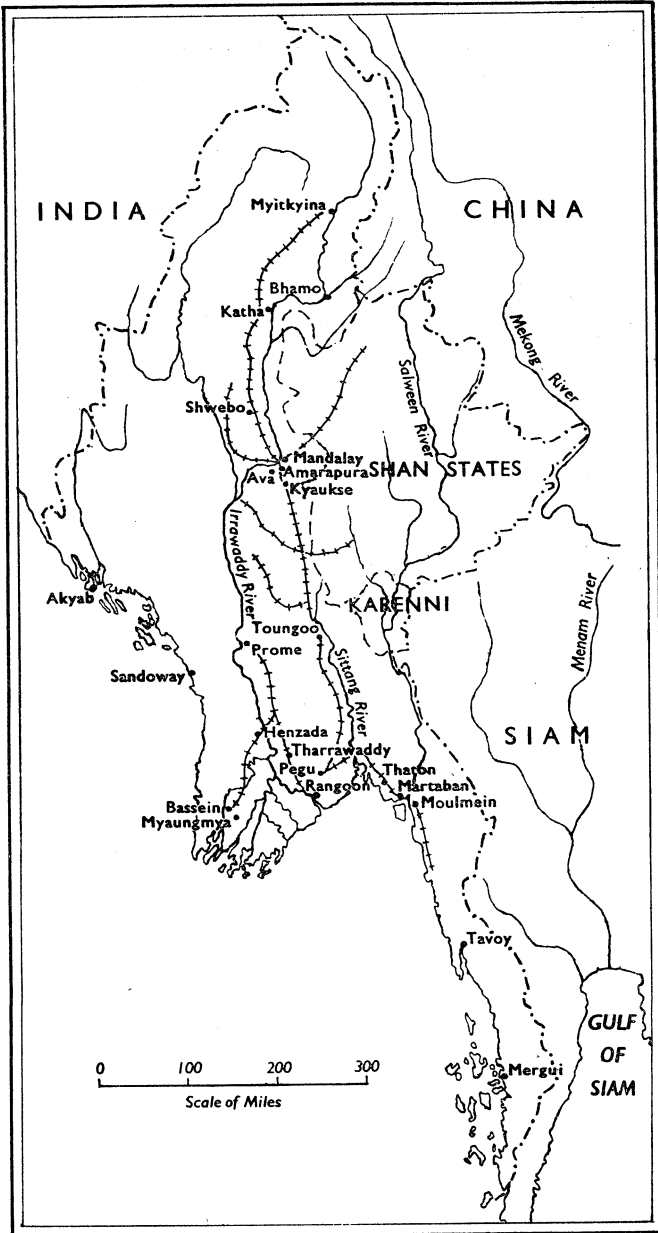 INDIA
CHINA
Myitkyina
Bhamo
Katha
Mekong River
Salween River
Shwebo
Mandalay
Amarapura
SHAN STATES
Ava
Kyaukse
Irrawaddy River
Akyab
KARENNI
Menam River
Toungoo
Prome
Sittang River
Sandoway
SIAM
Henzada
Tharrawaddy
Pegu
Thaton
Rangoon
Martaban
Bassein
Moulmein
Myaungmya
Tavoy
GULF
OF
SIAM
Mergui
0 100 200 300
Scale of Miles